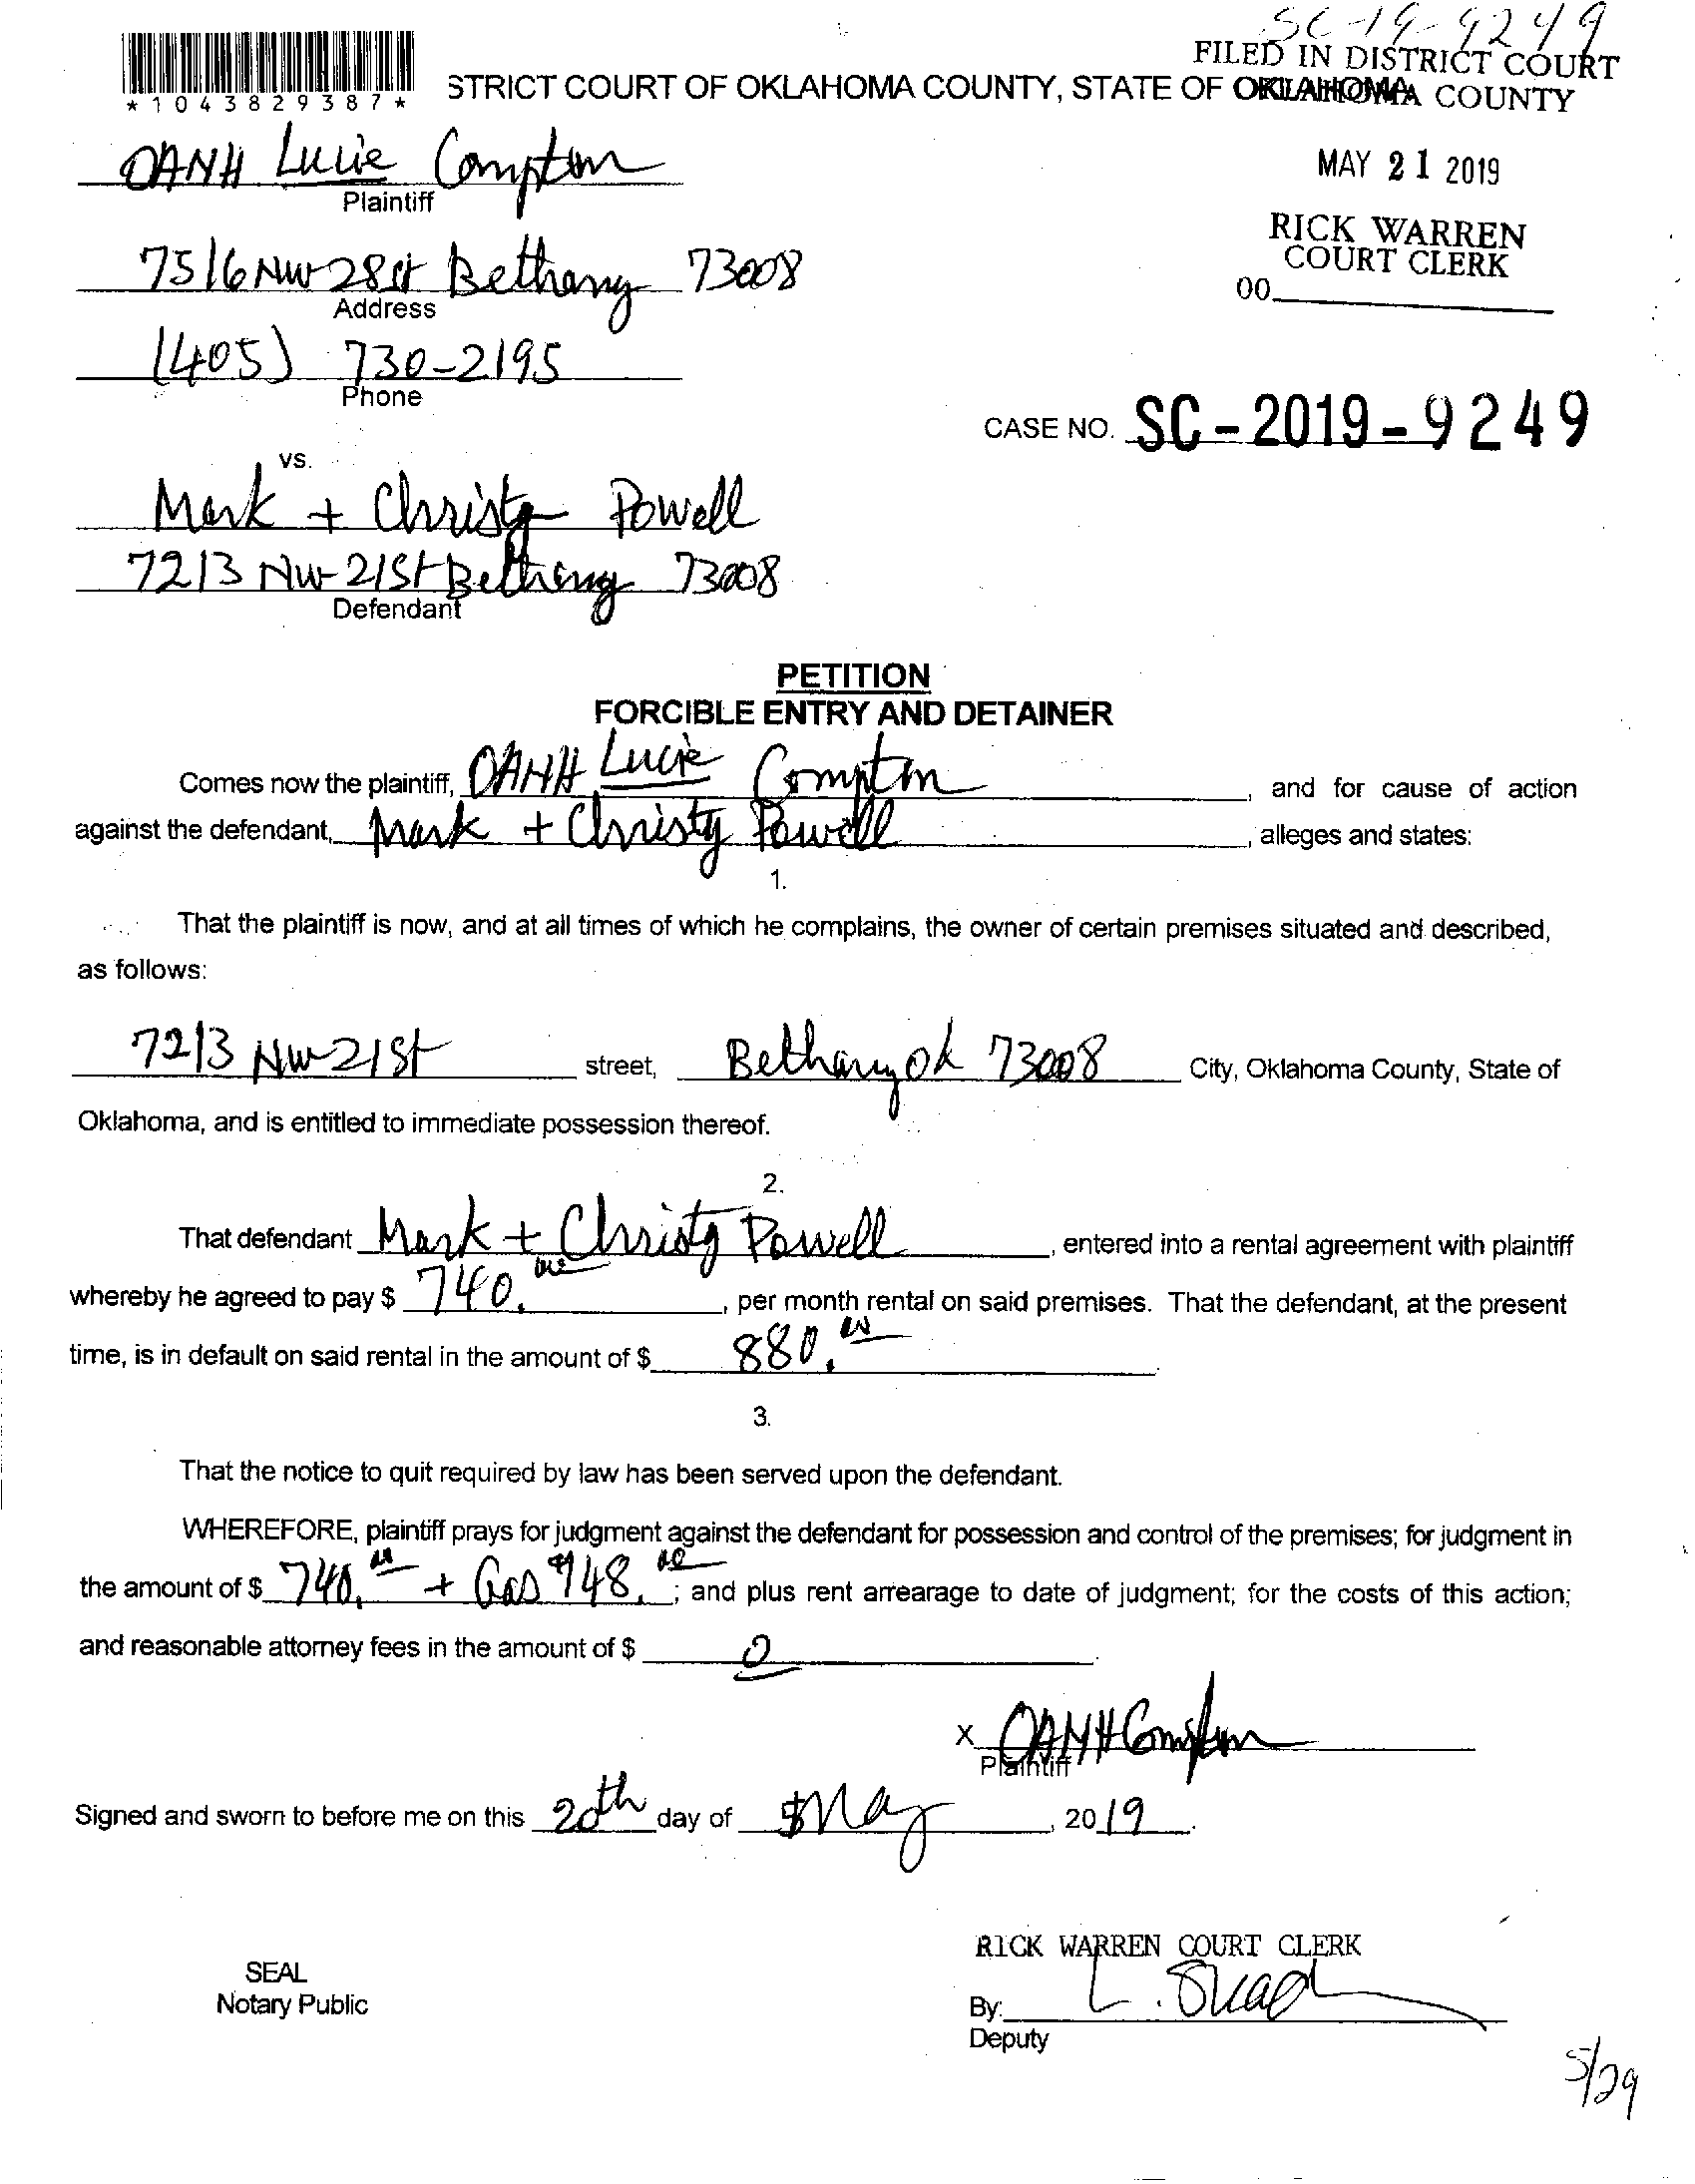 SC-19-9249
FILED IN DISTRICT COURT
STRICT COURT OF OKLAHOMA COUNTY, STATE OF OKLAHOMA
OKLAHOMA COUNTY
*1043829387*
OANH Lucie Compton
Plaintiff
MAY 21 2019
7516 NW 28st Bethany 73008
Address
RICK WARREN
COURT CLERK
00
(405) 730-2195
Phone
CASE NO. SC-2019-9249
vs.
Mark + Christy Powell
7213 NW 21st Bethany 73008
Defendant
PETITION
FORCIBLE ENTRY AND DETAINER
Comes now the plaintiff, OANH Lucie Compton, and for cause of action
against the defendant, Mark + Christy Powell, alleges and states:
1.
That the plaintiff is now, and at all times of which he complains, the owner of certain premises situated and described,
as follows:
7213 NW 21st street, Bethany ok 73008 City, Oklahoma County, State of
Oklahoma, and is entitled to immediate possession thereof.
2.
That defendant Mark + Christy Powell, entered into a rental agreement with plaintiff
whereby he agreed to pay $ 740.00, per month rental on said premises. That the defendant, at the present
time, is in default on said rental in the amount of $ 880.00.
3.
That the notice to quit required by law has been served upon the defendant.
WHEREFORE, plaintiff prays for judgment against the defendant for possession and control of the premises; for judgment in
the amount of $ 740.00 + Gas $148.00; and plus rent arrearage to date of judgment; for the costs of this action;
and reasonable attorney fees in the amount of $ 0.
X OANH Compton
Plaintiff
Signed and sworn to before me on this 20th day of May, 2019.
RICK WARREN COURT CLERK
SEAL
Notary Public
By:
Deputy
5/29